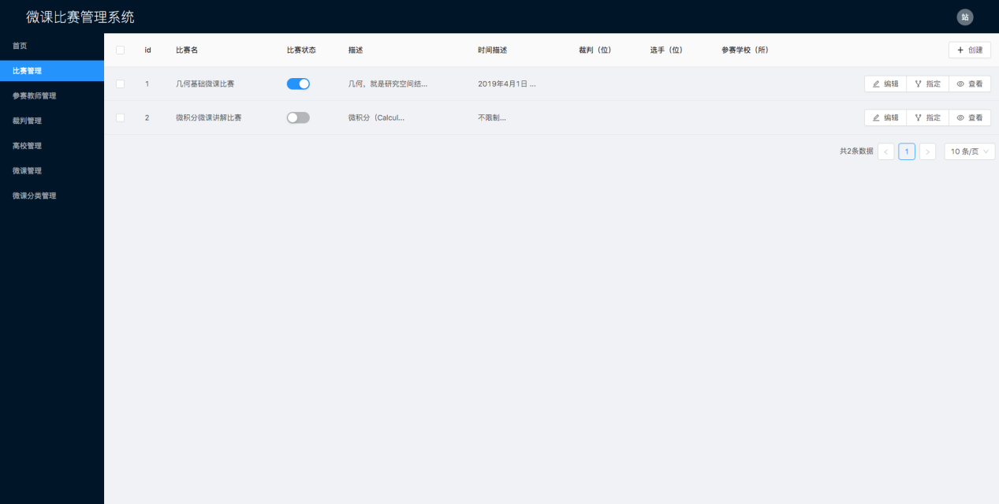 微课比赛管理系统
站
首页
比赛管理
参赛教师管理
裁判管理
高校管理
微课管理
微课分类管理
id 比赛名 比赛状态 描述 时间描述 裁判（位） 选手（位） 参赛学校（所） 创建
1 几何基础微课比赛 几何，就是研究空间结... 2019年4月1日 ... 编辑 指定 查看
2 微积分微课讲解比赛 微积分（Calcul... 不限制... 编辑 指定 查看
共2条数据 < 1 > 10 条/页